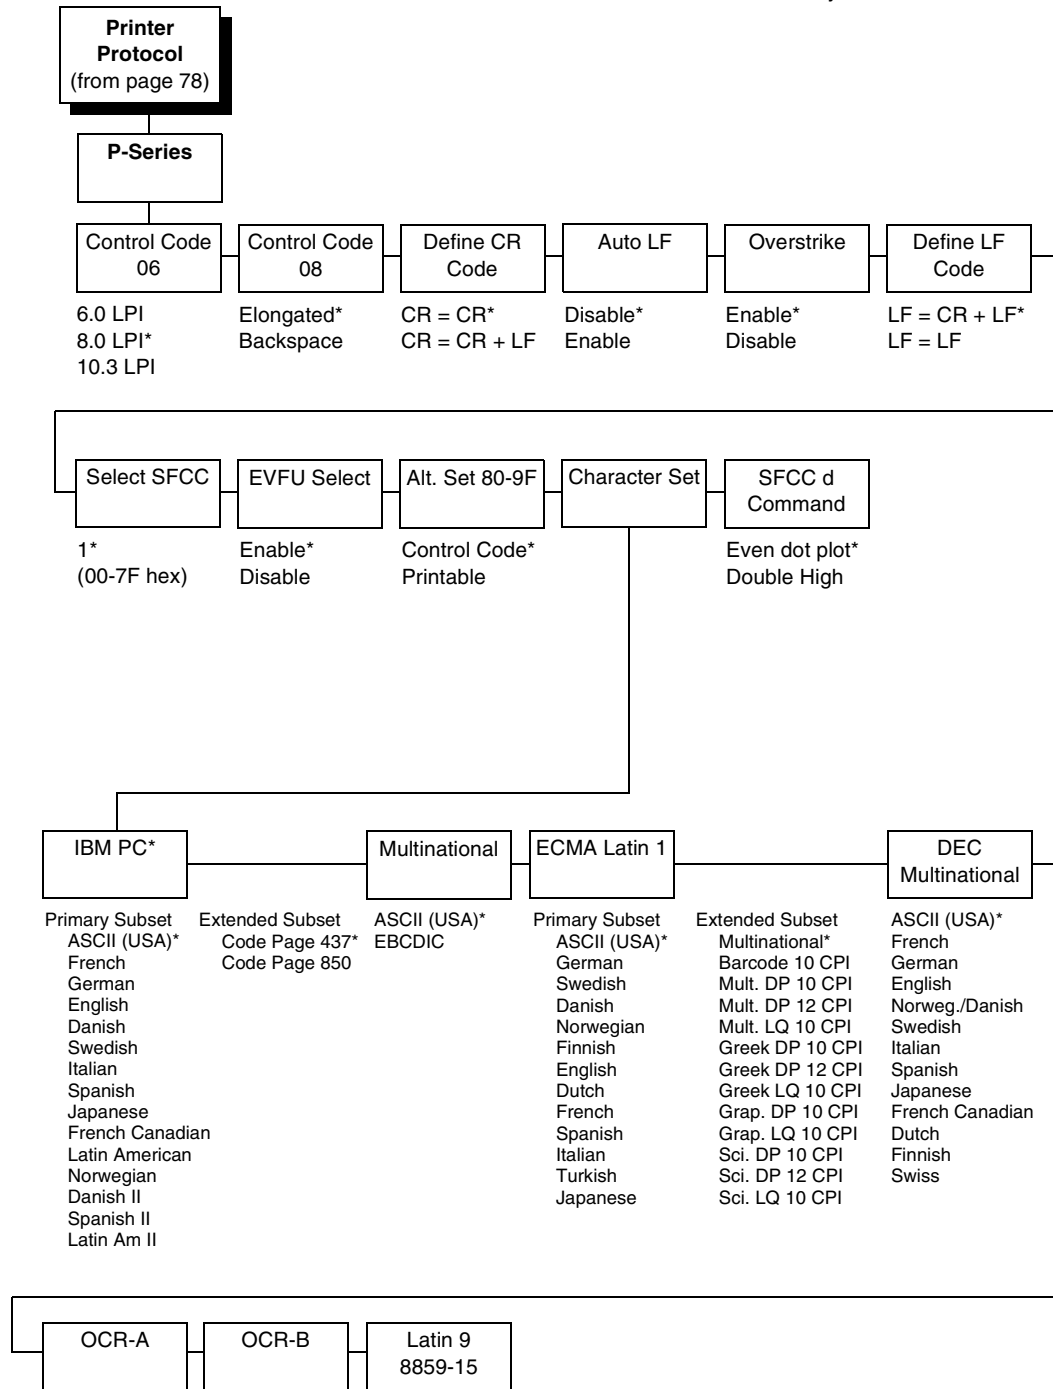 Printer
Protocol
(from page 78)
P-Series
Control Code
06
6.0 LPI
8.0 LPI*
10.3 LPI
Control Code
08
Elongated*
Backspace
Define CR
Code
CR = CR*
CR = CR + LF
Auto LF
Disable*
Enable
Overstrike
Enable*
Disable
Define LF
Code
LF = CR + LF*
LF = LF
Select SFCC
1*
(00-7F hex)
EVFU Select
Enable*
Disable
Alt. Set 80-9F
Control Code*
Printable
Character Set
SFCC d
Command
Even dot plot*
Double High
IBM PC*
Primary Subset
ASCII (USA)*
French
German
English
Danish
Swedish
Italian
Spanish
Japanese
French Canadian
Latin American
Norwegian
Danish II
Spanish II
Latin Am II
Extended Subset
Code Page 437*
Code Page 850
Multinational
ASCII (USA)*
EBCDIC
ECMA Latin 1
Primary Subset
ASCII (USA)*
German
Swedish
Danish
Norwegian
Finnish
English
Dutch
French
Spanish
Italian
Turkish
Japanese
Extended Subset
Multinational*
Barcode 10 CPI
Mult. DP 10 CPI
Mult. DP 12 CPI
Mult. LQ 10 CPI
Greek DP 10 CPI
Greek DP 12 CPI
Greek LQ 10 CPI
Grap. DP 10 CPI
Grap. LQ 10 CPI
Sci. DP 10 CPI
Sci. DP 12 CPI
Sci. LQ 10 CPI
DEC
Multinational
ASCII (USA)*
French
German
English
Norweg./Danish
Swedish
Italian
Spanish
Japanese
French Canadian
Dutch
Finnish
Swiss
OCR-A
OCR-B
Latin 9
8859-15